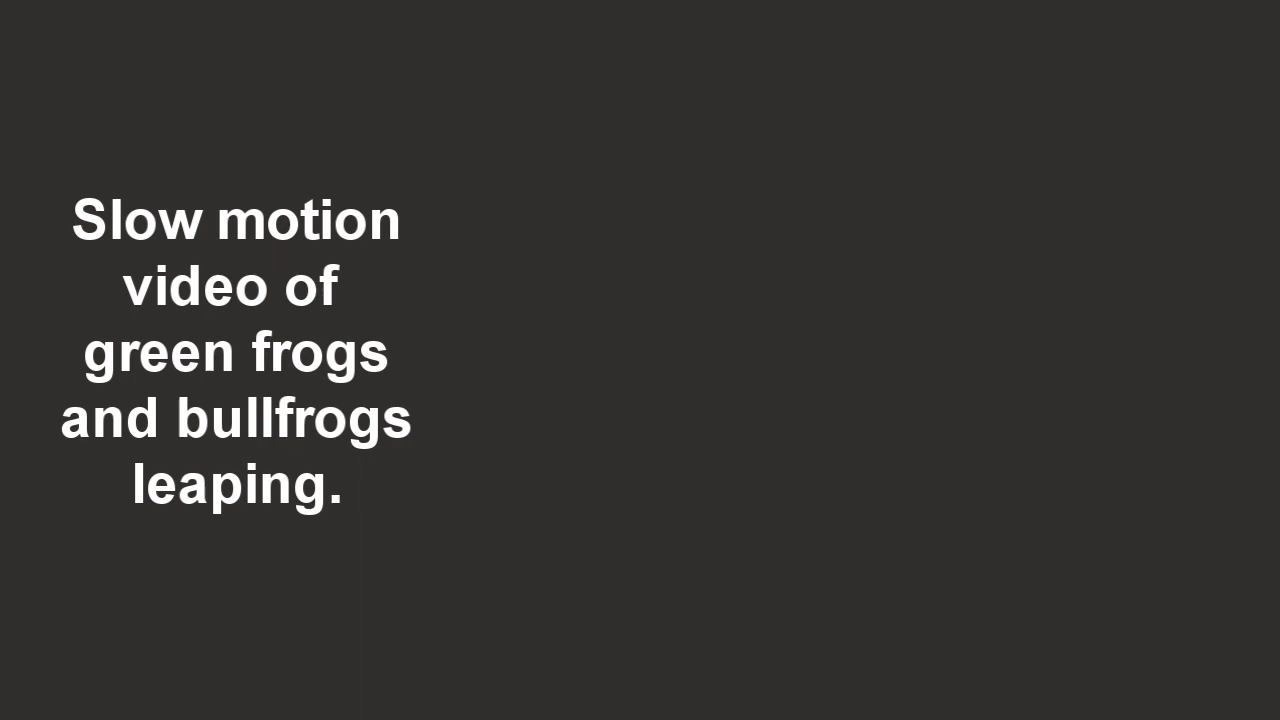 Slow motion
video of
green frogs
and bullfrogs
leaping.